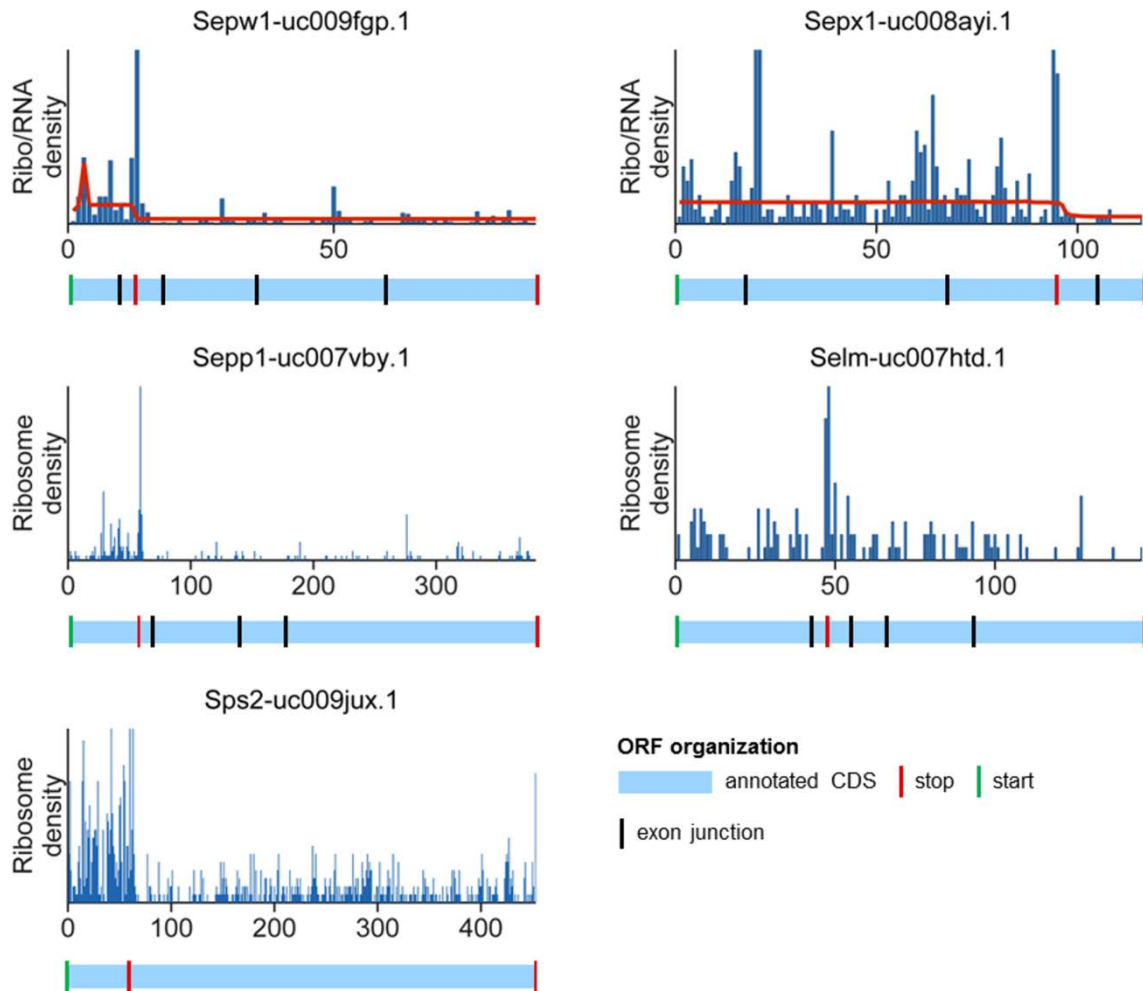 Sepw1-uc009fgp.1
Ribo/RNA
density
0 50
Sepx1-uc008ayi.1
Ribo/RNA
density
0 50 100
Sepp1-uc007vby.1
Ribosome
density
0 100 200 300
Selm-uc007htd.1
Ribosome
density
0 50 100
Sps2-uc009jux.1
Ribosome
density
0 100 200 300 400
ORF organization
annotated CDS stop start
exon junction